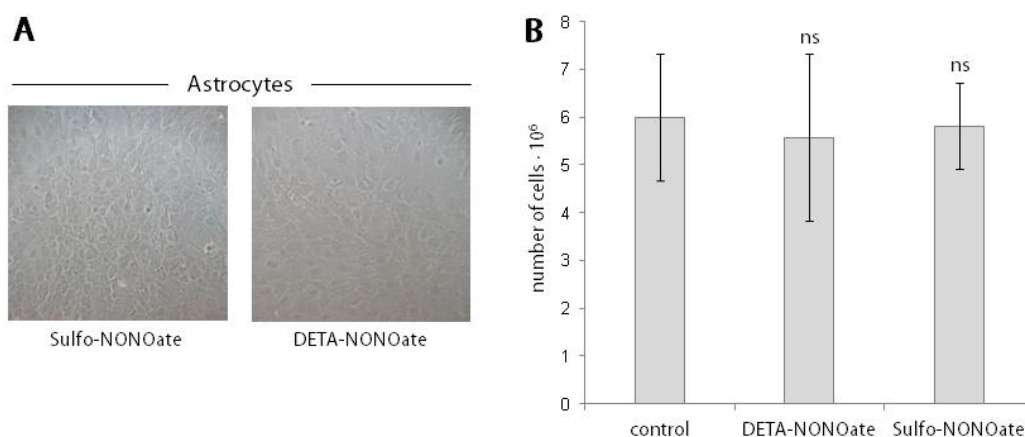 A
Astrocytes
Sulfo-NONOate
DETA-NONOate
B
number of cells · 10⁶
8
7
6
5
4
3
2
1
0
ns
ns
control
DETA-NONOate
Sulfo-NONOate